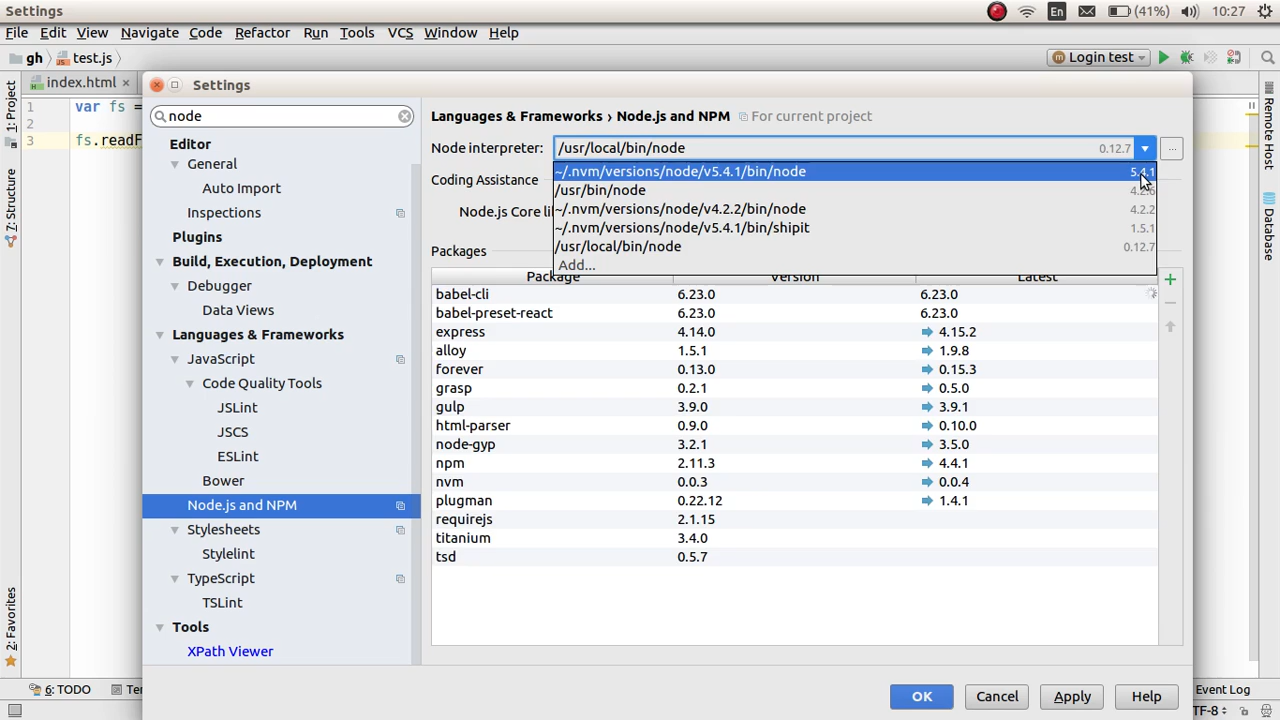 Settings
En
(41%)
10:27
File Edit View Navigate Code Refactor Run Tools VCS Window Help
gh test.js
Login test
index.html
Settings
1: Project
7: Structure
2: Favorites
1 var fs =
2
3 fs.readF
node
Editor
General
Auto Import
Inspections
Plugins
Build, Execution, Deployment
Debugger
Data Views
Languages & Frameworks
JavaScript
Code Quality Tools
JSLint
JSCS
ESLint
Bower
Node.js and NPM
Stylesheets
Stylelint
TypeScript
TSLint
Tools
XPath Viewer
Languages & Frameworks › Node.js and NPM For current project
Node interpreter: /usr/local/bin/node 0.12.7 ...
~/.nvm/versions/node/v5.4.1/bin/node 5.4.1
Coding Assistance
/usr/bin/node 4.2.6
Node.js Core li
~/.nvm/versions/node/v4.2.2/bin/node 4.2.2
~/.nvm/versions/node/v5.4.1/bin/shipit 1.5.1
/usr/local/bin/node 0.12.7
Packages
Add...
Package Version Latest
babel-cli 6.23.0 6.23.0
babel-preset-react 6.23.0 6.23.0
express 4.14.0 4.15.2
alloy 1.5.1 1.9.8
forever 0.13.0 0.15.3
grasp 0.2.1 0.5.0
gulp 3.9.0 3.9.1
html-parser 0.9.0 0.10.0
node-gyp 3.2.1 3.5.0
npm 2.11.3 4.4.1
nvm 0.0.3 0.0.4
plugman 0.22.12 1.4.1
requirejs 2.1.15
titanium 3.4.0
tsd 0.5.7
OK Cancel Apply Help
Remote Host
Database
6: TODO Ter
Event Log
TF-8